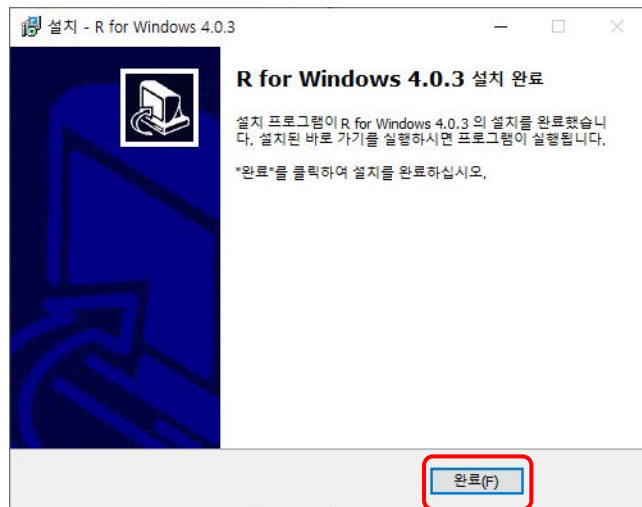 설치 - R for Windows 4.0.3
R for Windows 4.0.3 설치 완료
설치 프로그램이 R for Windows 4.0.3 의 설치를 완료했습니
다. 설치된 바로 가기를 실행하시면 프로그램이 실행됩니다.
"완료"를 클릭하여 설치를 완료하십시오.
완료(F)